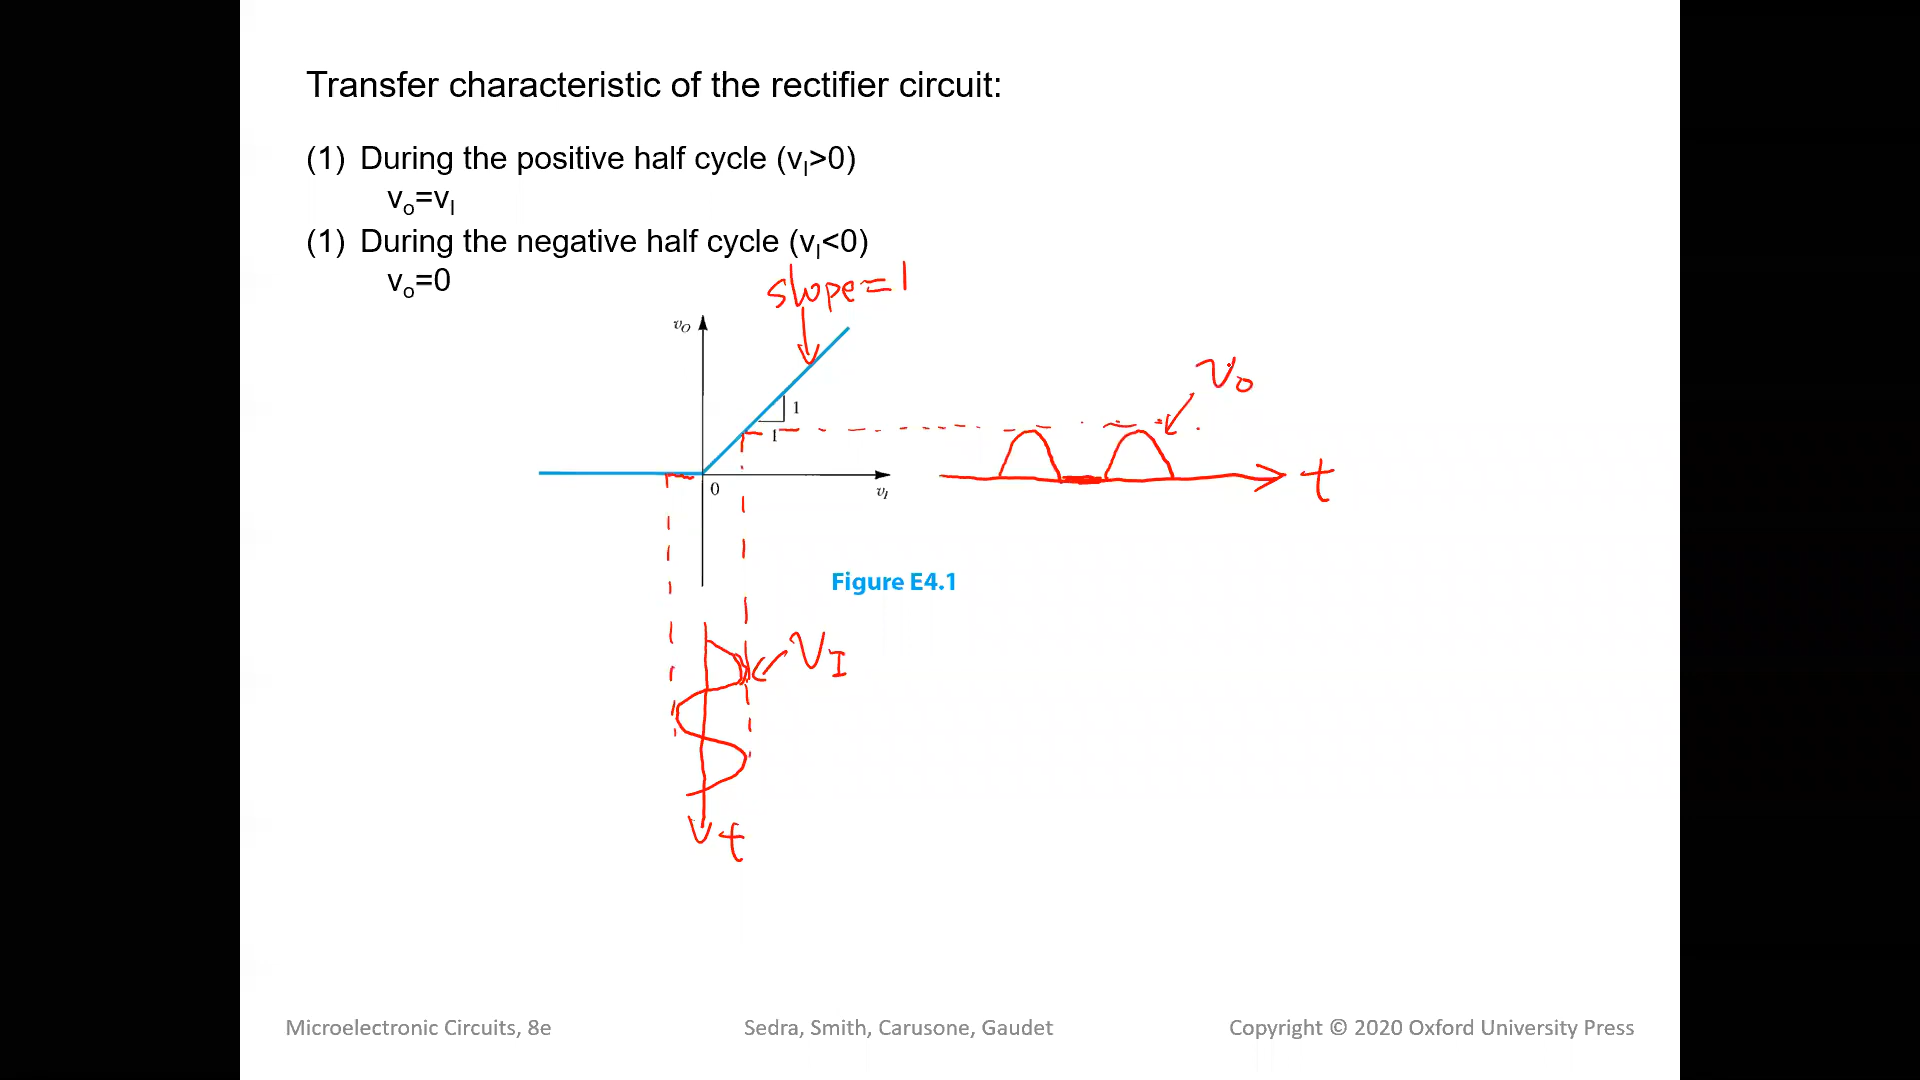 Transfer characteristic of the rectifier circuit:
(1) During the positive half cycle (vI>0)
vo=vI
(1) During the negative half cycle (vI<0)
vo=0
slope=1
vO
1
1
0
vI
vo
t
Figure E4.1
VI
t
Microelectronic Circuits, 8e
Sedra, Smith, Carusone, Gaudet
Copyright © 2020 Oxford University Press